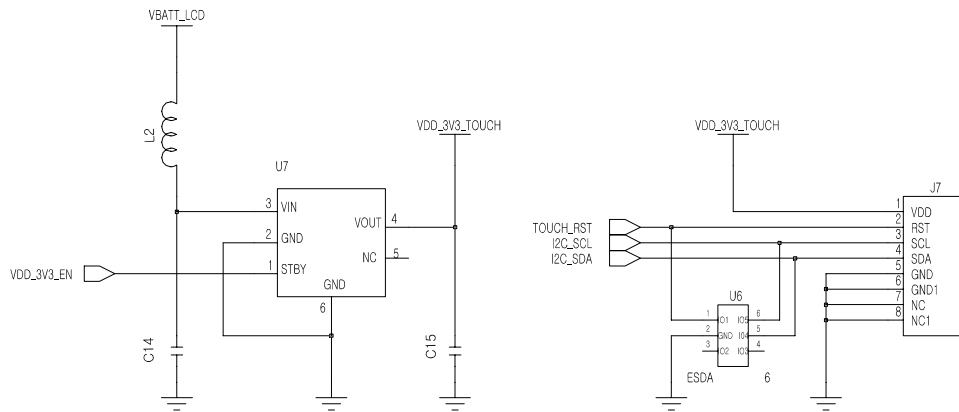 VBATT_LCD
L2
U7
VDD_3V3_TOUCH
3 VIN
VOUT 4
2 GND
NC 5
VDD_3V3_EN
1 STBY
GND
6
C14
C15
VDD_3V3_TOUCH
J7
1 VDD
TOUCH_RST
2 RST
I2C_SCL
3 SCL
I2C_SDA
4 SDA
5 GND
6 GND1
7 NC
8 NC1
U6
1 IO1 IO5 6
2 GND IO4 5
3 IO2 IO3 4
ESDA 6